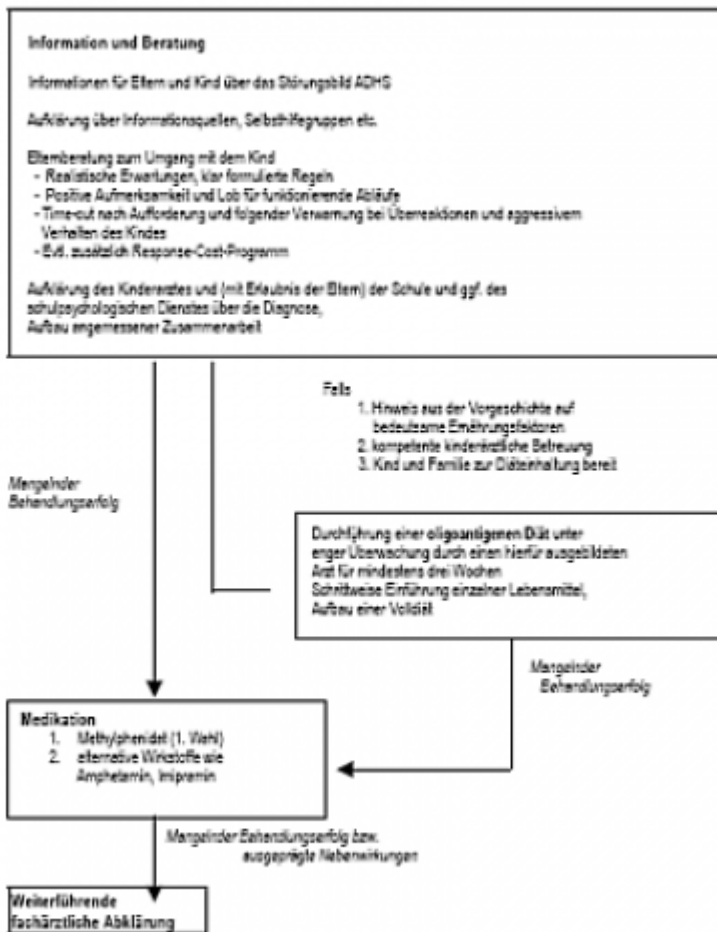 Information und Beratung
Informationen für Eltern und Kind über das Störungsbild ADHS
Aufklärung über Informationsquellen, Selbsthilfegruppen etc.
Elternberatung zum Umgang mit dem Kind
- Realistische Erwartungen, klar formulierte Regeln
- Positive Aufmerksamkeit und Lob für funktionierende Abläufe
- Time-out nach Aufforderung und folgender Verwarnung bei Überreaktionen und aggressivem
Verhalten des Kindes
- Evtl. zusätzlich Response-Cost-Programm
Aufklärung des Kinderarztes und (mit Erlaubnis der Eltern) der Schule und ggf. des
schulpsychologischen Dienstes über die Diagnose,
Aufbau angemessener Zusammenarbeit
Falls
1. Hinweis aus der Vorgeschichte auf
bedeutsame Ernährungsfaktoren
2. kompetente kinderärztliche Betreuung
3. Kind und Familie zur Diäteinhaltung bereit
Mangelnder
Behandlungserfolg
Durchführung einer oligoantigenen Diät unter
enger Überwachung durch einen hierfür ausgebildeten
Arzt für mindestens drei Wochen
Schrittweise Einführung einzelner Lebensmittel,
Aufbau einer Volldiät
Mangelnder
Behandlungserfolg
Medikation
1. Methylphenidat (1. Wahl)
2. alternative Wirkstoffe wie
Amphetamin, Imipramin
Mangelnder Behandlungserfolg bzw.
ausgeprägte Nebenwirkungen
Weiterführende
fachärztliche Abklärung